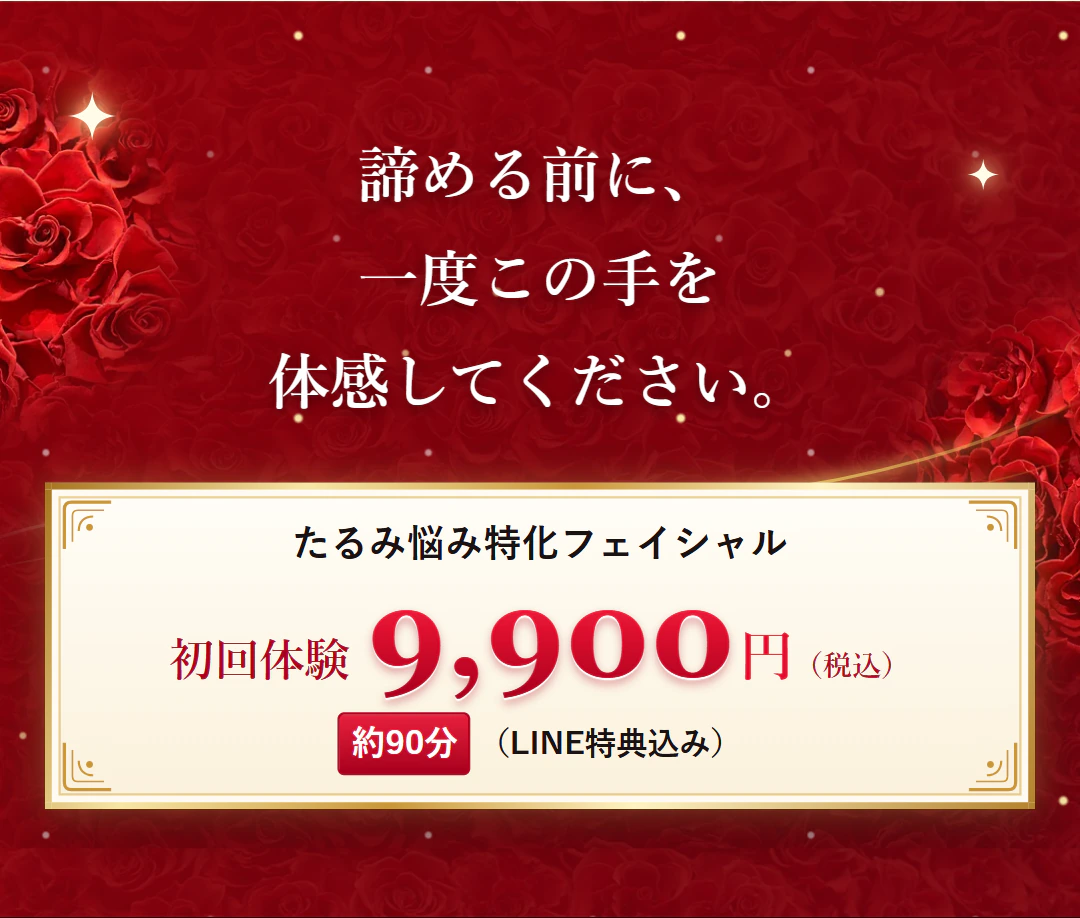 諦める前に、
一度この手を
体感してください。
たるみ悩み特化フェイシャル
初回体験 9,900円（税込）
約90分 （LINE特典込み）